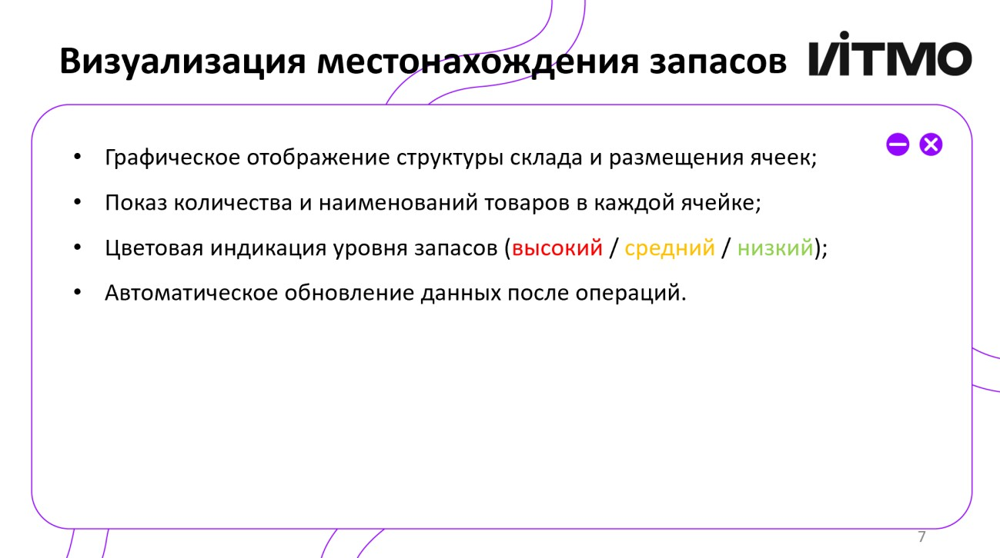 Визуализация местонахождения запасов
ИТМО
• Графическое отображение структуры склада и размещения ячеек;
• Показ количества и наименований товаров в каждой ячейке;
• Цветовая индикация уровня запасов (высокий / средний / низкий);
• Автоматическое обновление данных после операций.
7